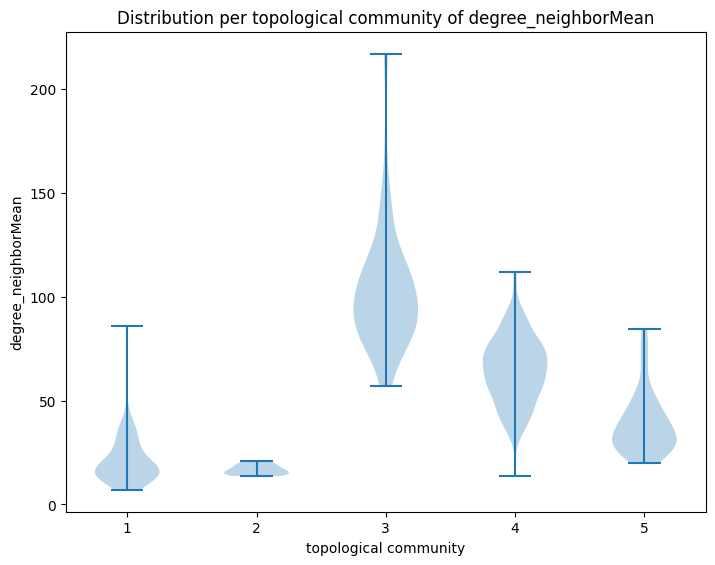 Distribution per topological community of degree_neighborMean
degree_neighborMean
200
150
100
50
0
1 2 3 4 5
topological community